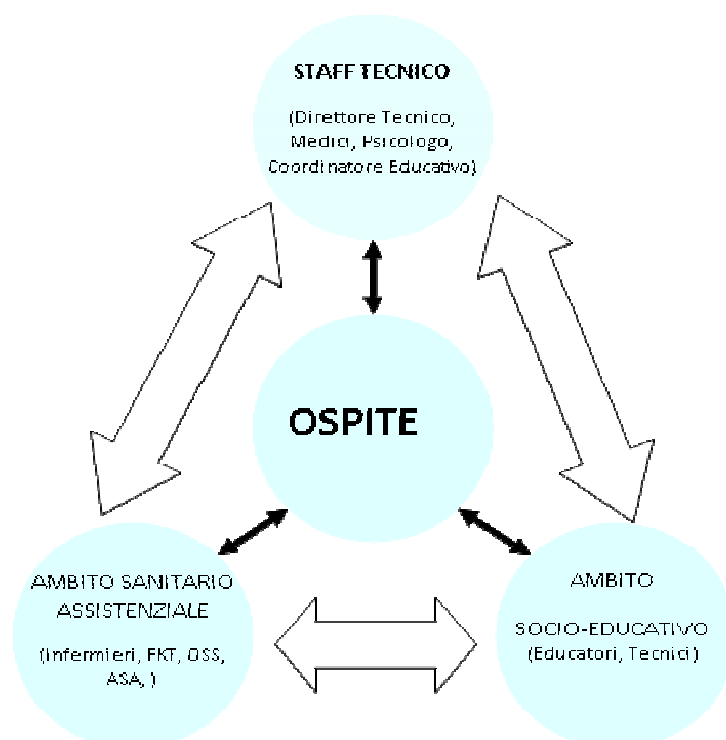 STAFF TECNICO
(Direttore Tecnico,
Medici, Psicologo,
Coordinatore Educativo)
OSPITE
AMBITO SANITARIO
ASSISTENZIALE
(Infermieri, FKT, OSS,
ASA, )
AMBITO
SOCIO-EDUCATIVO
(Educatori, Tecnici)